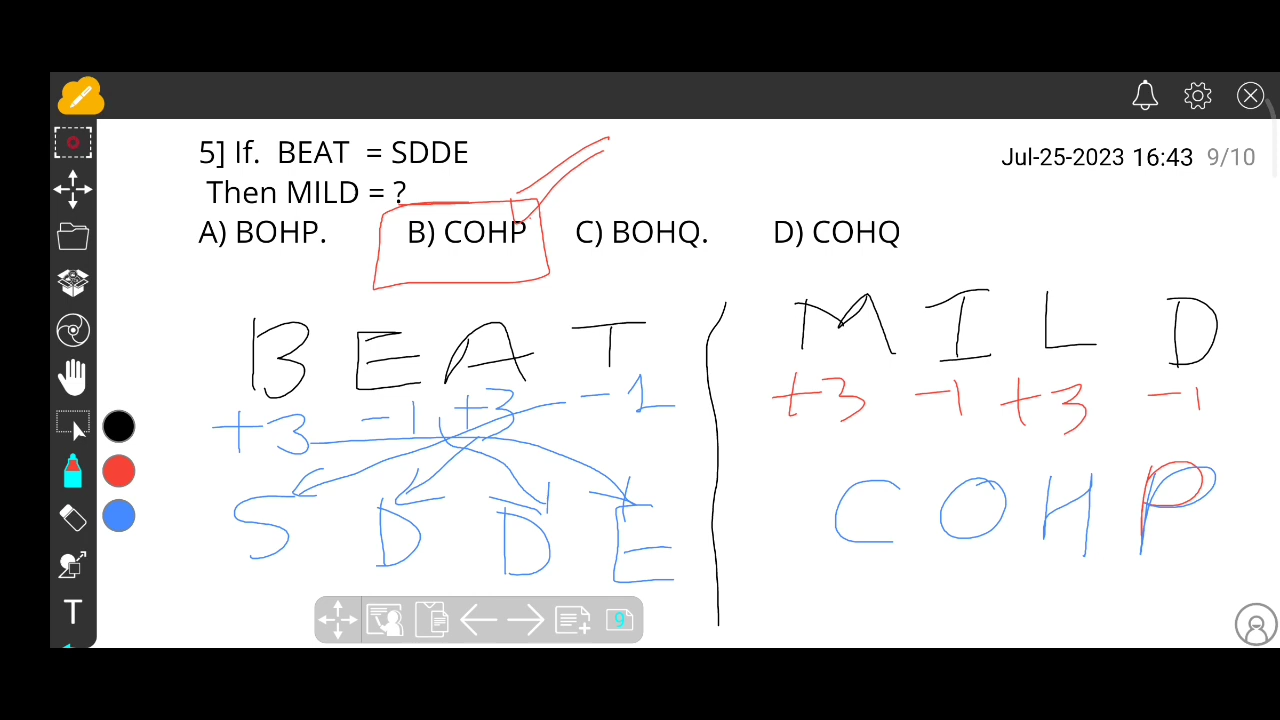 Jul-25-2023 16:43 9/10
5] If. BEAT = SDDE
Then MILD = ?
A) BOHP. B) COHP C) BOHQ. D) COHQ
B E A T M I L D
+3 -1 +3 -1 +3 -1 +3 -1
S D D E C O H P
T
9